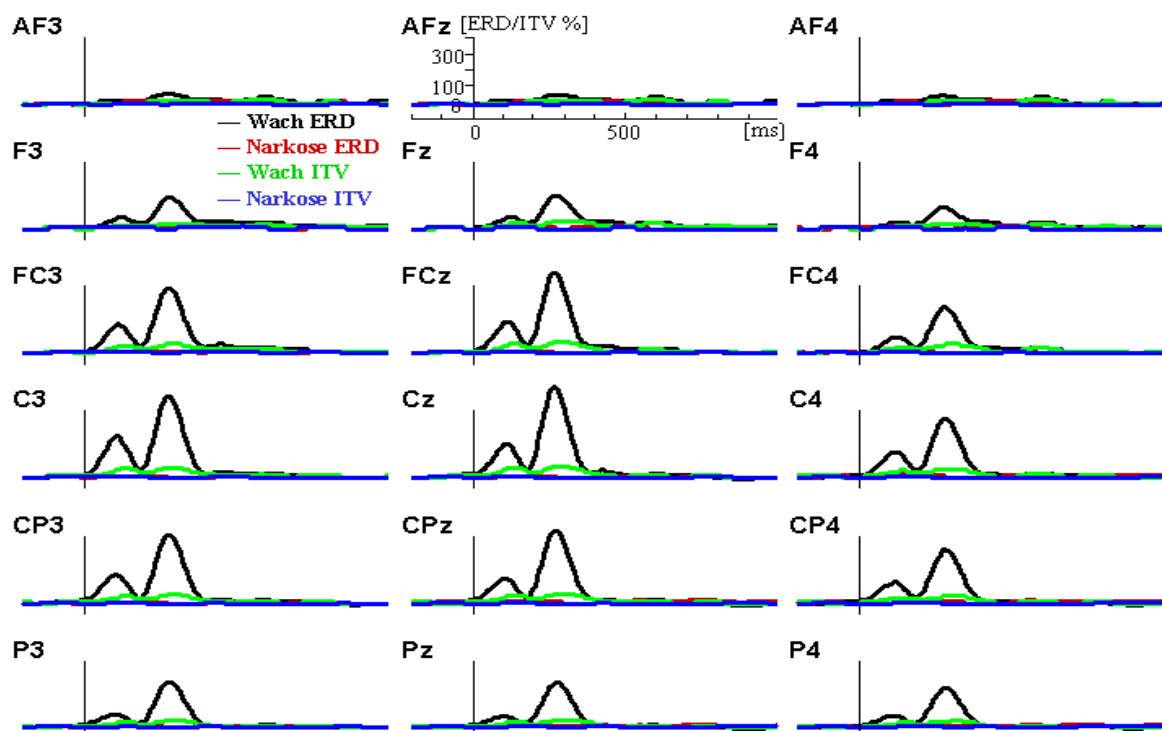 AF3
AFz [ERD/ITV %]
AF4
300
100
0
0 500 [ms]
Wach ERD
Narkose ERD
Wach ITV
Narkose ITV
F3
Fz
F4
FC3
FCz
FC4
C3
Cz
C4
CP3
CPz
CP4
P3
Pz
P4